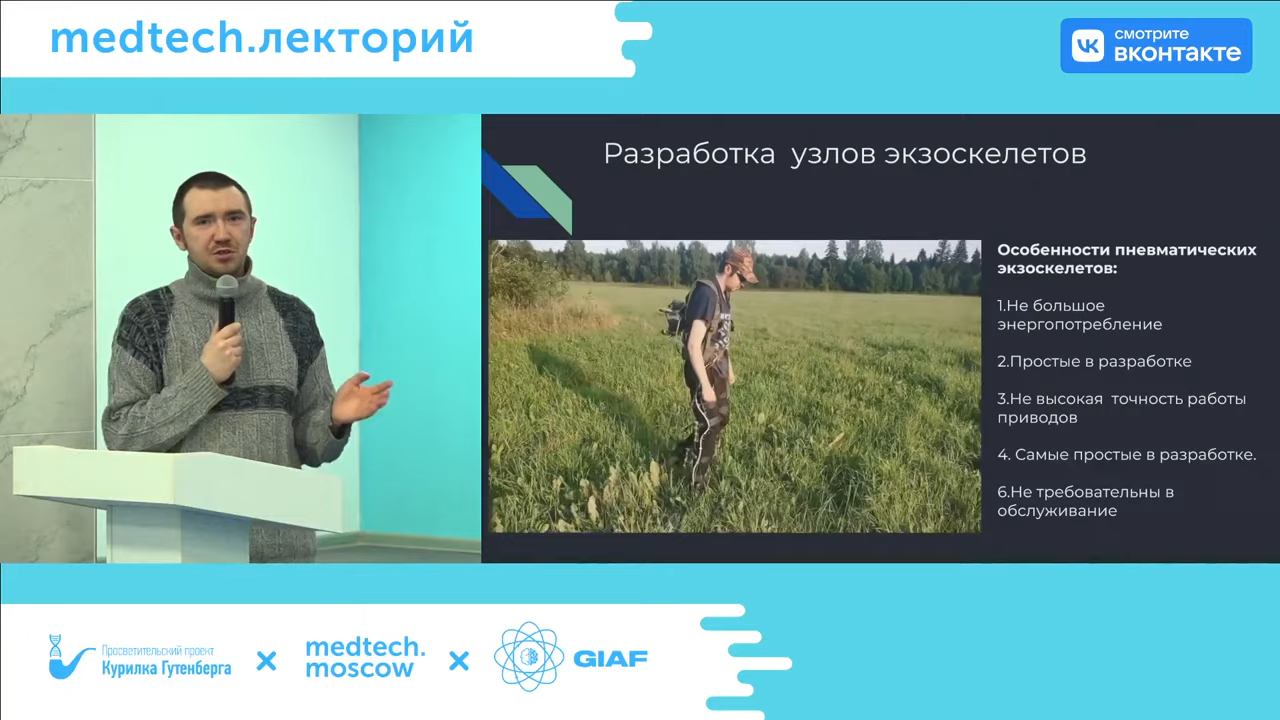 medtech.лекторий
смотрите
вконтакте
Разработка узлов экзоскелетов
Особенности пневматических
экзоскелетов:
1.Не большое
энергопотребление
2.Простые в разработке
3.Не высокая точность работы
приводов
4. Самые простые в разработке.
6.Не требовательны в
обслуживание
Просветительский проект
Курилка Гутенберга
medtech.
moscow
GIAF